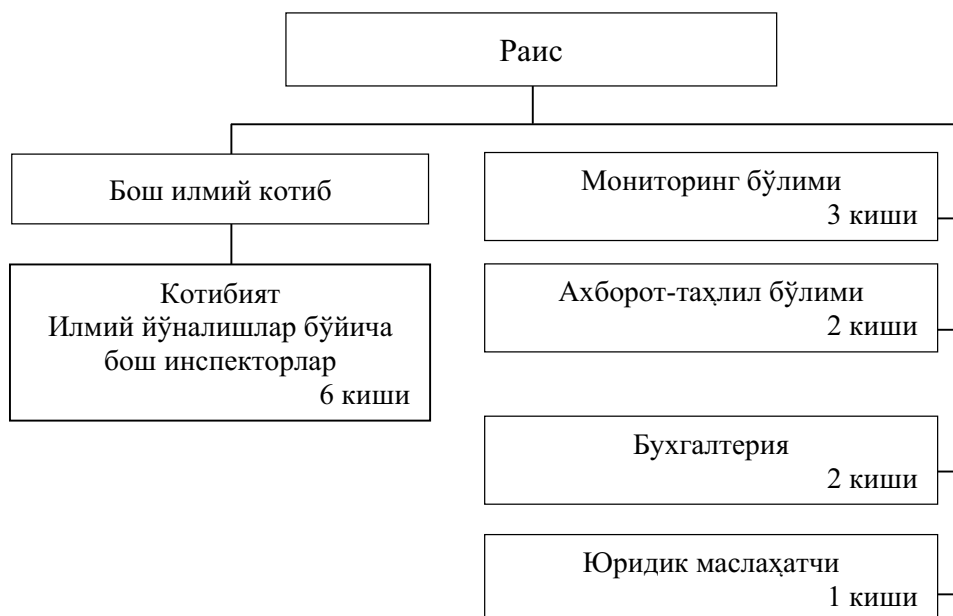 Раис
Бош илмий котиб
Котибият
Илмий йўналишлар бўйича
бош инспекторлар
6 киши
Мониторинг бўлими
3 киши
Ахборот-таҳлил бўлими
2 киши
Бухгалтерия
2 киши
Юридик маслаҳатчи
1 киши